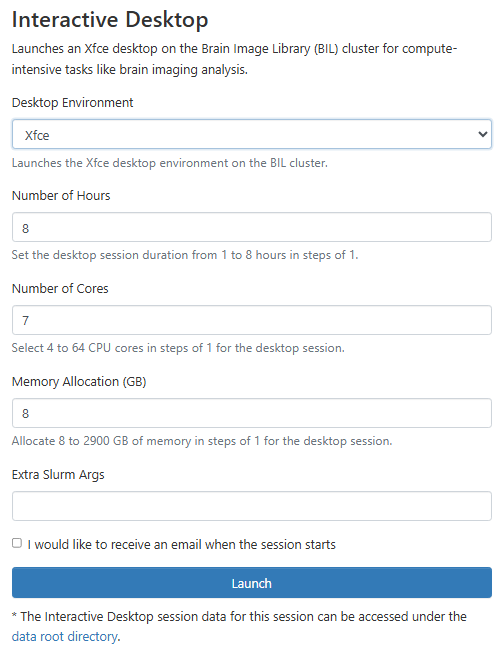 Interactive Desktop
Launches an Xfce desktop on the Brain Image Library (BIL) cluster for compute-
intensive tasks like brain imaging analysis.
Desktop Environment
Xfce
Launches the Xfce desktop environment on the BIL cluster.
Number of Hours
8
Set the desktop session duration from 1 to 8 hours in steps of 1.
Number of Cores
7
Select 4 to 64 CPU cores in steps of 1 for the desktop session.
Memory Allocation (GB)
8
Allocate 8 to 2900 GB of memory in steps of 1 for the desktop session.
Extra Slurm Args
I would like to receive an email when the session starts
Launch
* The Interactive Desktop session data for this session can be accessed under the
data root directory.